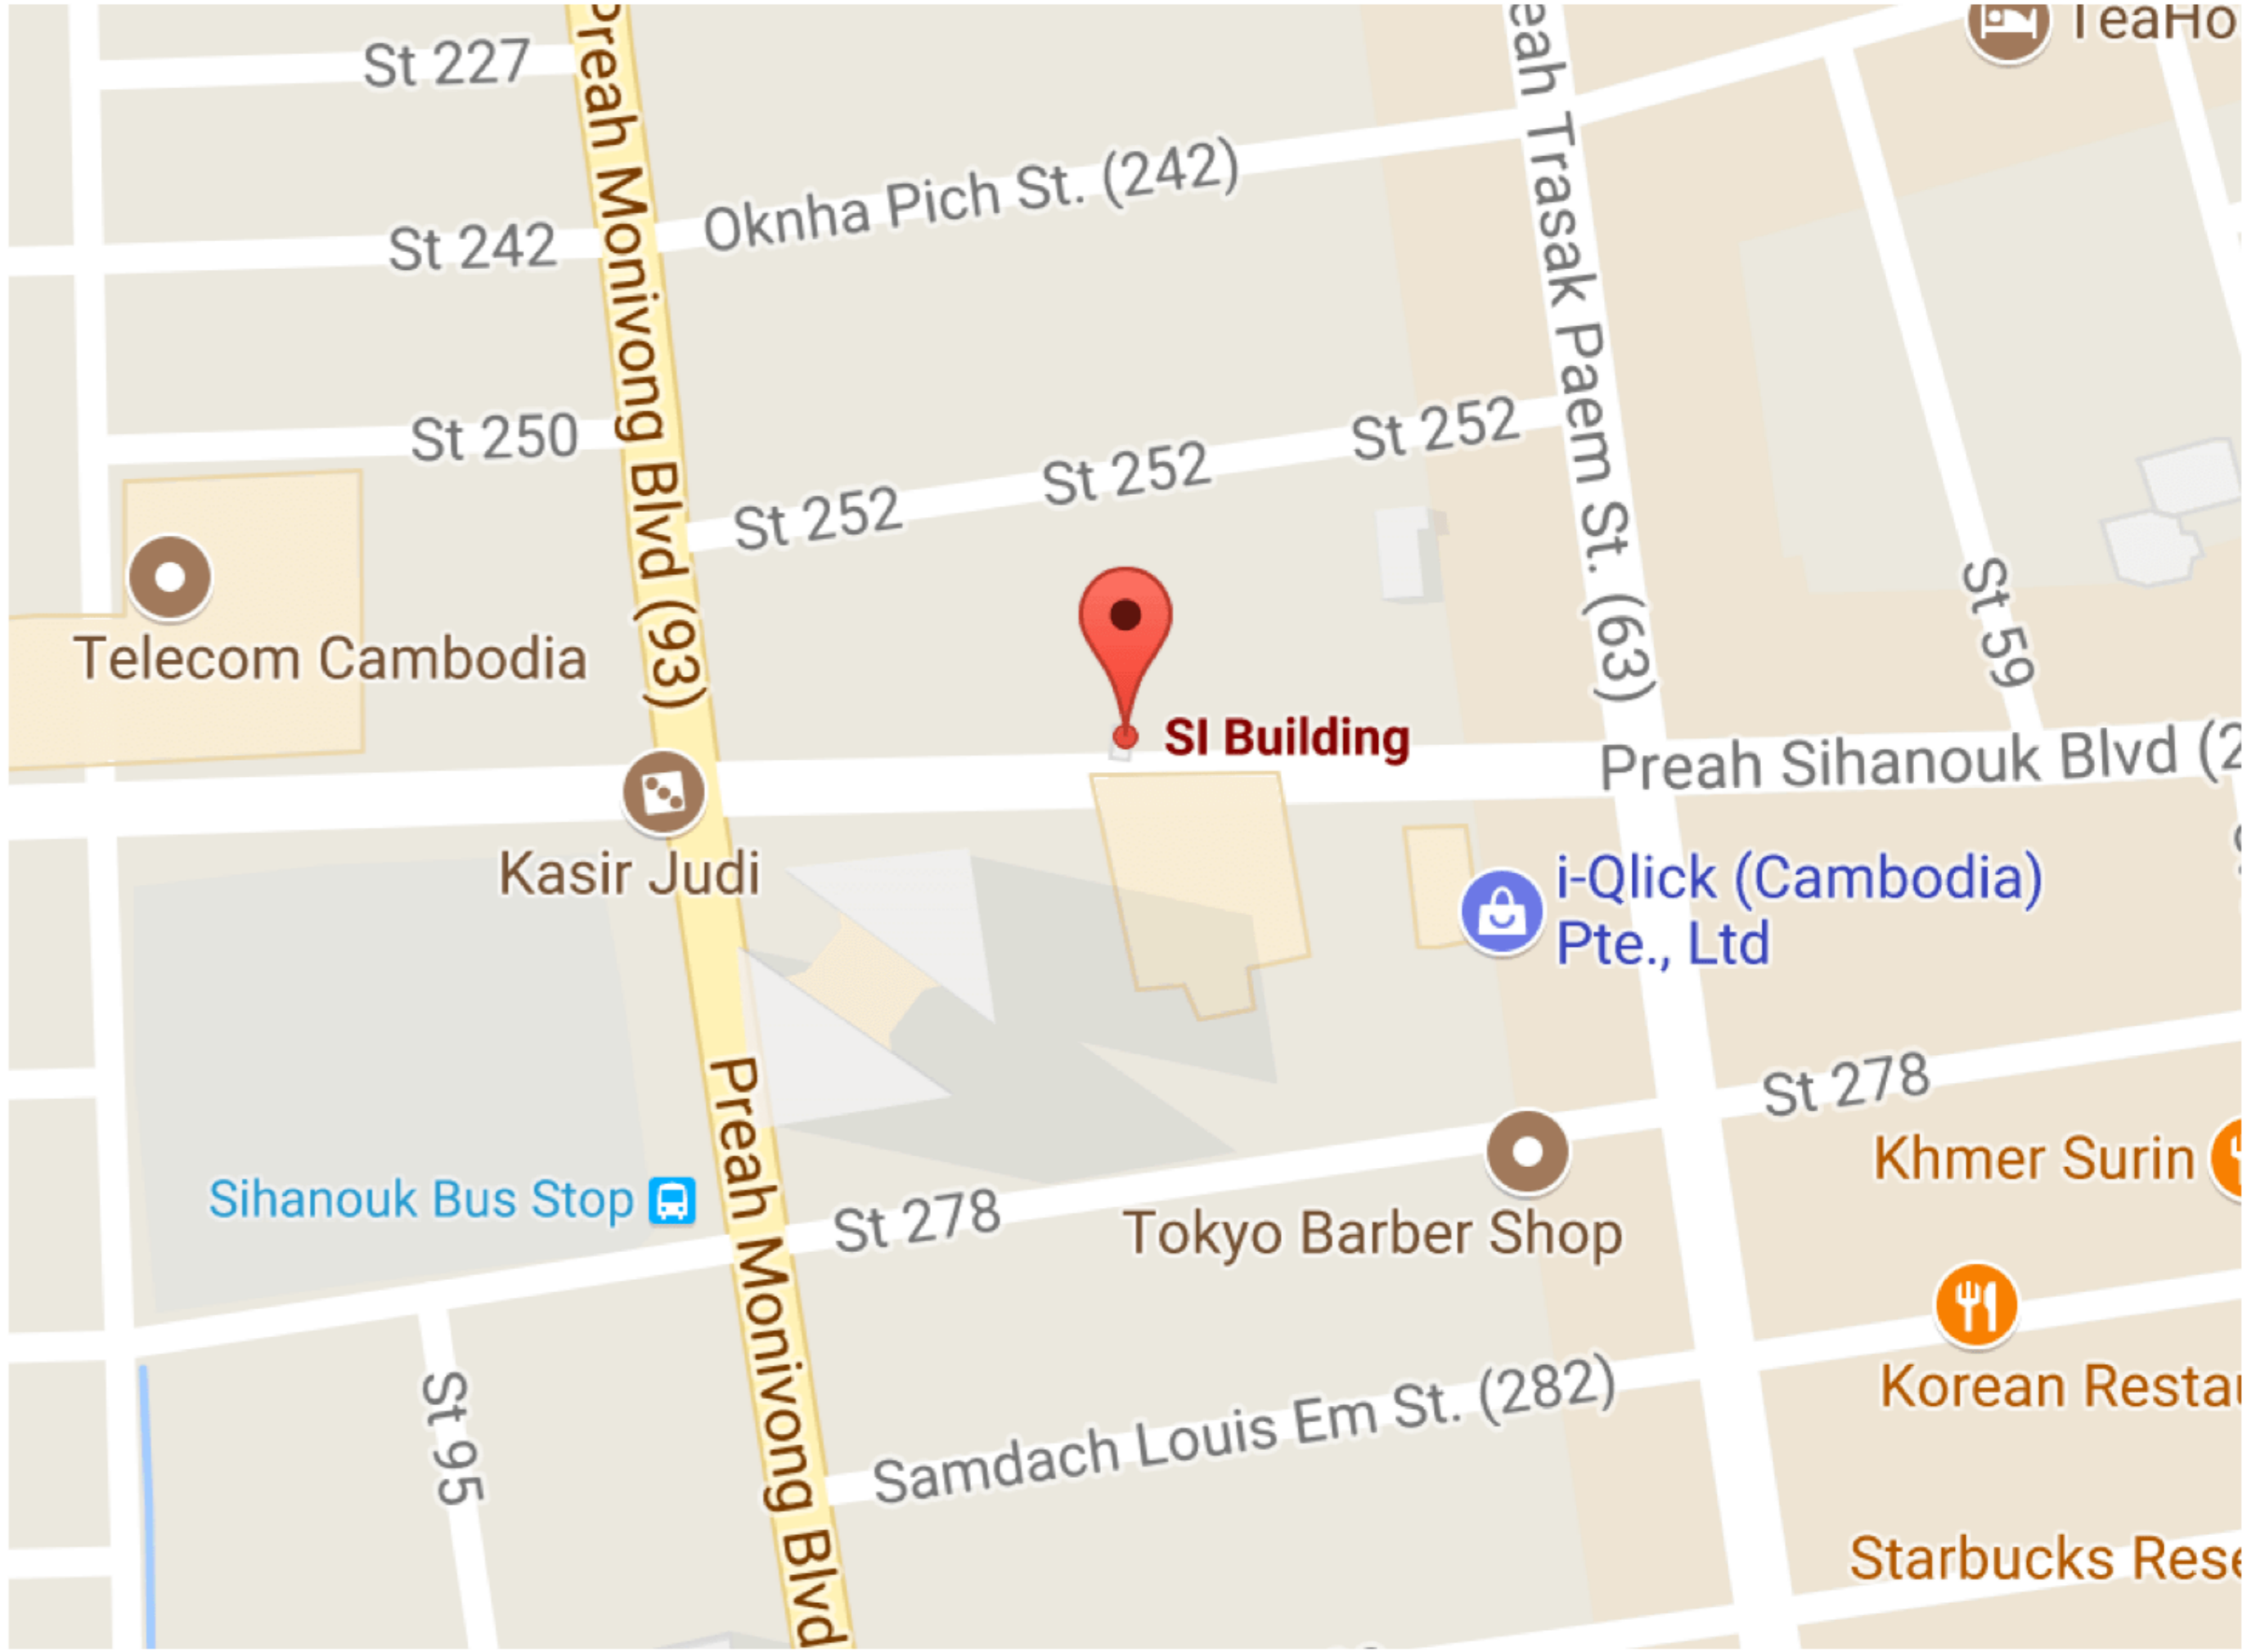 TeaHo
St 227
Preah Monivong Blvd (93)
eah Trasak Paem St. (63)
Oknha Pich St. (242)
St 242
St 250
St 252
St 252
St 252
St 59
Telecom Cambodia
SI Building
Preah Sihanouk Blvd (2
Kasir Judi
i-Qlick (Cambodia)
Pte., Ltd
Preah Monivong Blvd
St 278
Khmer Surin
Sihanouk Bus Stop
St 278
Tokyo Barber Shop
Korean Restau
St 95
Samdach Louis Em St. (282)
Starbucks Rese